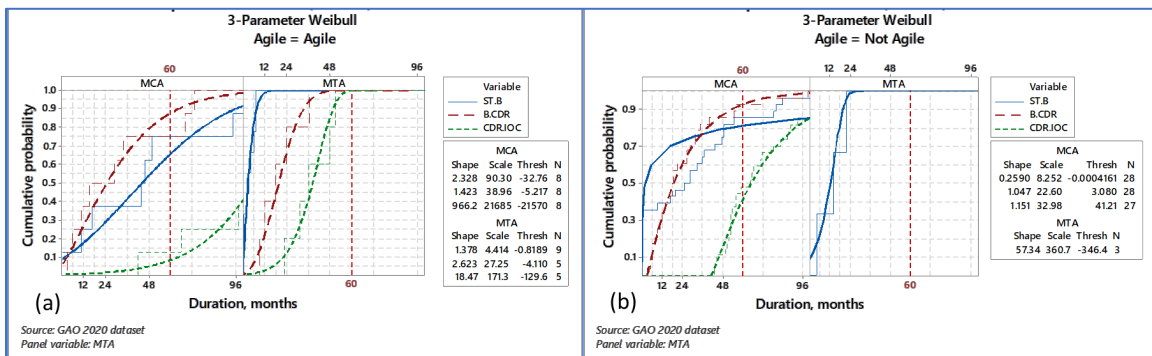 3-Parameter Weibull
Agile = Agile
12 24 48 96
60
MCA MTA
Cumulative probability
1.0
0.9
0.8
0.7
0.6
0.5
0.4
0.3
0.2
0.1
12 24 48 96
60
Duration, months
Variable
ST.B
B.CDR
CDR.IOC
MCA
Shape Scale Thresh N
2.328 90.30 -32.76 8
1.423 38.96 -5.217 8
966.2 21685 -21570 8
MTA
1.378 4.414 -0.8189 9
2.623 27.25 -4.110 5
18.47 171.3 -129.6 5
(a)
Source: GAO 2020 dataset
Panel variable: MTA
3-Parameter Weibull
Agile = Not Agile
60 12 24 48 96
MCA MTA
Cumulative probability
0.9
0.7
0.5
0.3
0.1
12 24 48 96
60
Duration, months
Variable
ST.B
B.CDR
CDR.IOC
MCA
Shape Scale Thresh N
0.2590 8.252 -0.0004161 28
1.047 22.60 3.080 28
1.151 32.98 41.21 27
MTA
Shape Scale Thresh N
57.34 360.7 -346.4 3
(b)
Source: GAO 2020 dataset
Panel variable: MTA